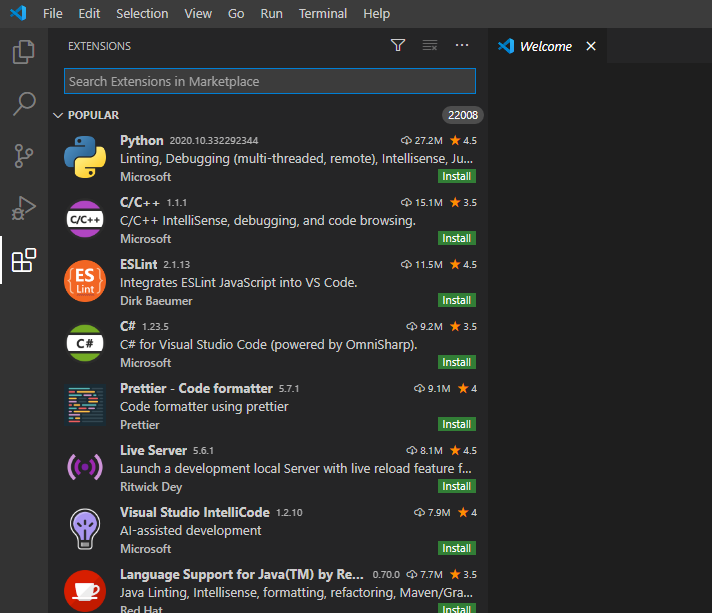 File Edit Selection View Go Run Terminal Help
EXTENSIONS
Welcome
Search Extensions in Marketplace
POPULAR 22008
Python 2020.10.332292344 27.2M 4.5
Linting, Debugging (multi-threaded, remote), Intellisense, Ju...
Microsoft Install
C/C++
C/C++ 1.1.1 15.1M 3.5
C/C++ IntelliSense, debugging, and code browsing.
Microsoft Install
ES
Lint
ESLint 2.1.13 11.5M 4.5
Integrates ESLint JavaScript into VS Code.
Dirk Baeumer Install
C#
C# 1.23.5 9.2M 3.5
C# for Visual Studio Code (powered by OmniSharp).
Microsoft Install
Prettier - Code formatter 5.7.1 9.1M 4
Code formatter using prettier
Prettier Install
Live Server 5.6.1 8.1M 4.5
Launch a development local Server with live reload feature f...
Ritwick Dey Install
Visual Studio IntelliCode 1.2.10 7.9M 4
AI-assisted development
Microsoft Install
Language Support for Java(TM) by Re... 0.70.0 7.7M 3.5
Java Linting, Intellisense, formatting, refactoring, Maven/Gra...
Red Hat Install